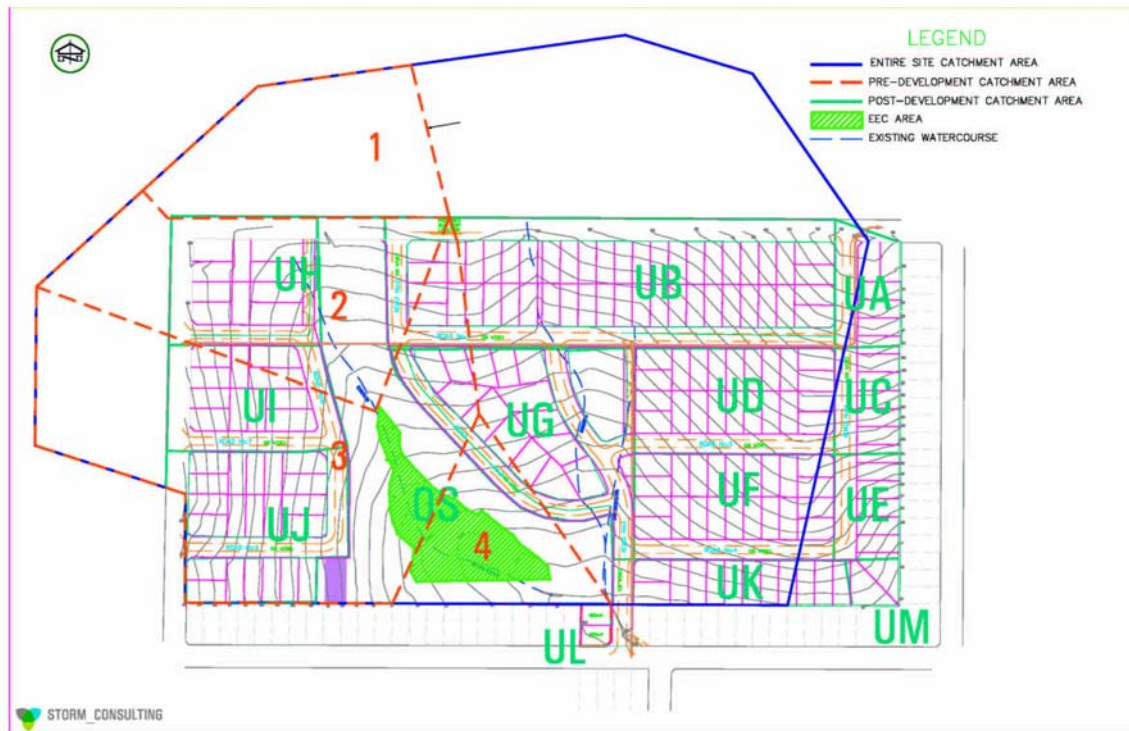 LEGEND
ENTIRE SITE CATCHMENT AREA
PRE-DEVELOPMENT CATCHMENT AREA
POST-DEVELOPMENT CATCHMENT AREA
EEC AREA
EXISTING WATERCOURSE
1
UH
2
UB
UA
UI
UG
UD
UC
3
OS
UF
UE
UJ
4
UK
UL
UM
STORM_CONSULTING